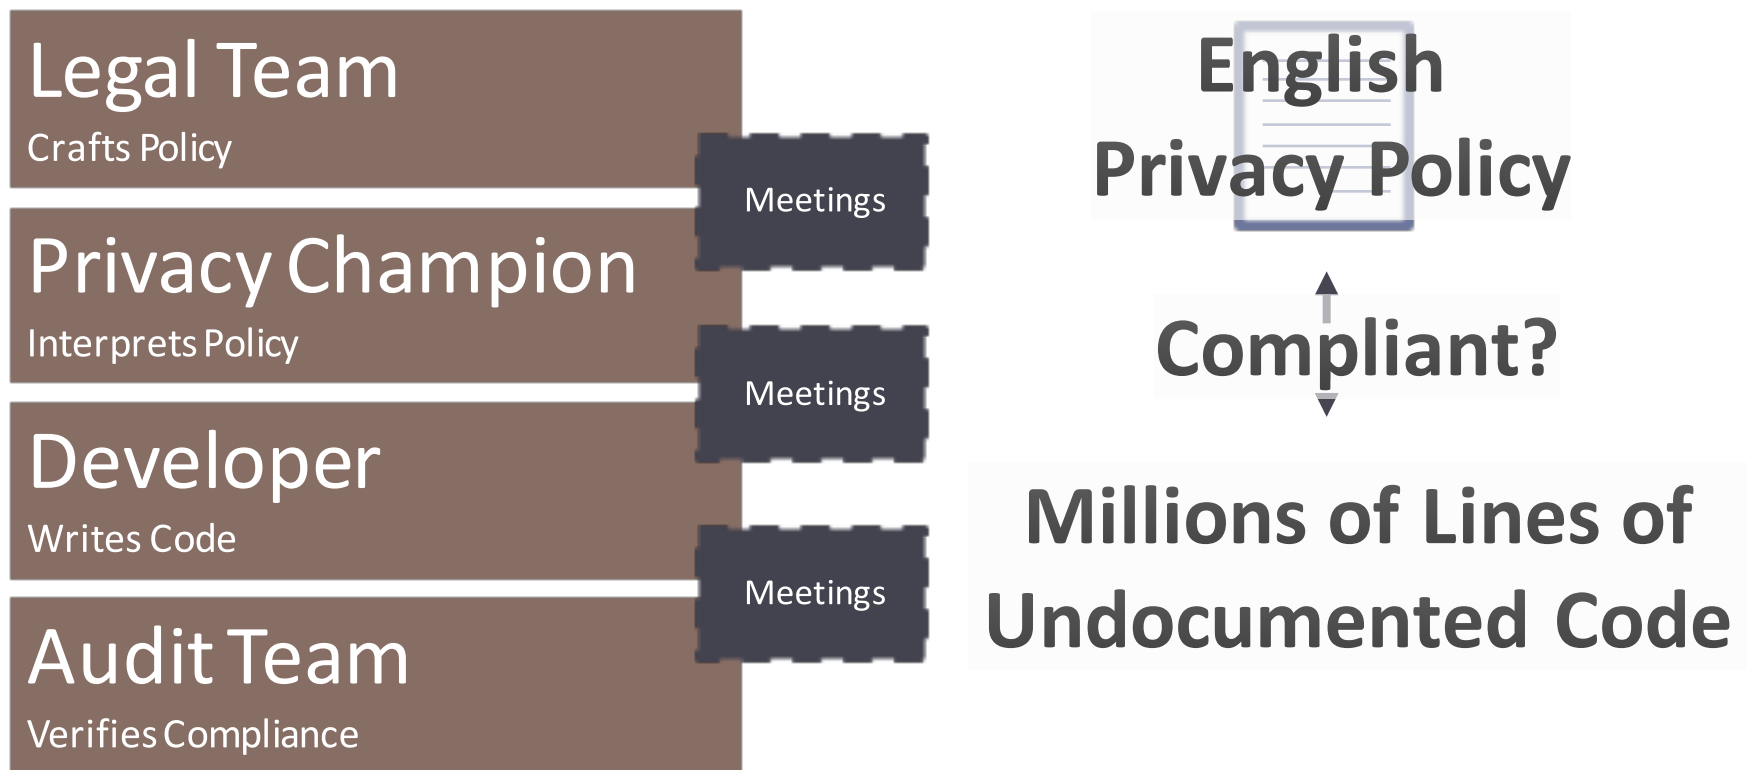 Legal Team
Crafts Policy
Meetings
Privacy Champion
Interprets Policy
Meetings
Developer
Writes Code
Meetings
Audit Team
Verifies Compliance
English
Privacy Policy
Compliant?
Millions of Lines of
Undocumented Code